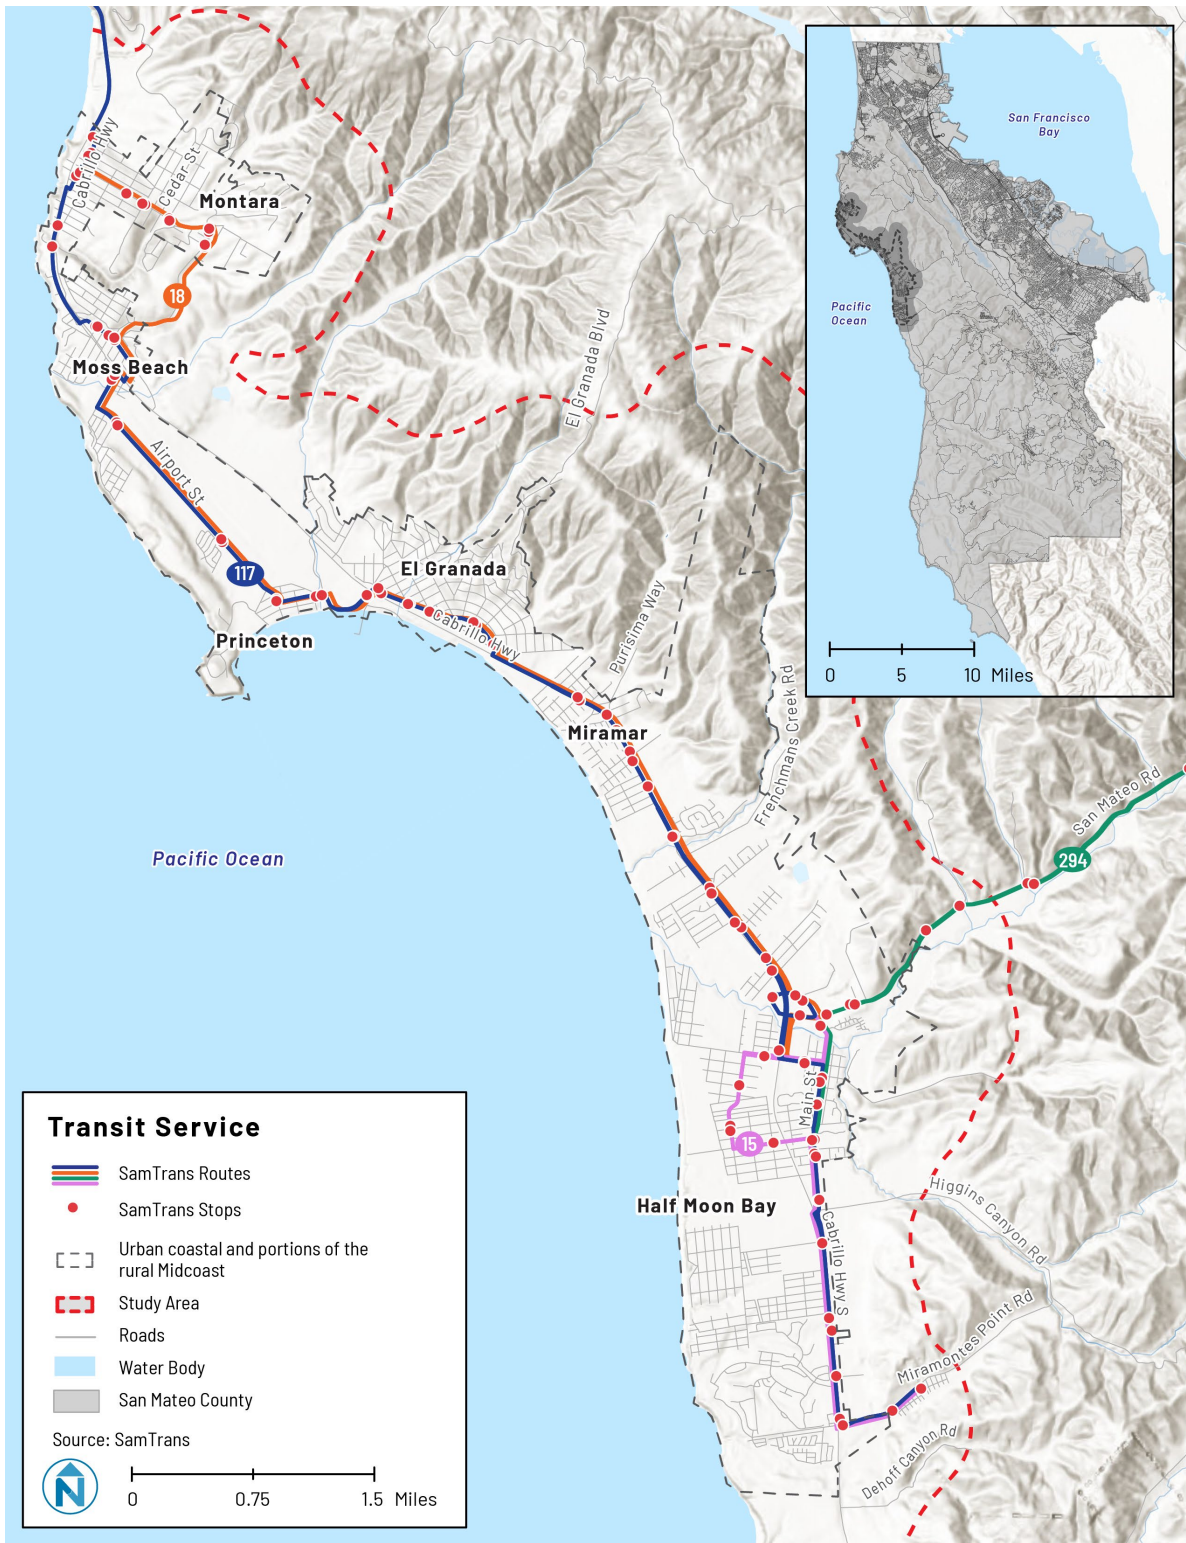 San Francisco
Bay
Pacific
Ocean
0 5 10 Miles
Cabrillo Hwy
Cedar St
Montara
18
Moss Beach
El Granada Blvd
Airport St
117
El Granada
Cabrillo Hwy
Princeton
Purisima Way
Miramar
Frenchmans Creek Rd
San Mateo Rd
294
Pacific Ocean
Main St
15
Half Moon Bay
Higgins Canyon Rd
Cabrillo Hwy S
Miramontes Point Rd
Dehoff Canyon Rd
Transit Service
SamTrans Routes
SamTrans Stops
Urban coastal and portions of the
rural Midcoast
Study Area
Roads
Water Body
San Mateo County
Source: SamTrans
N
0 0.75 1.5 Miles